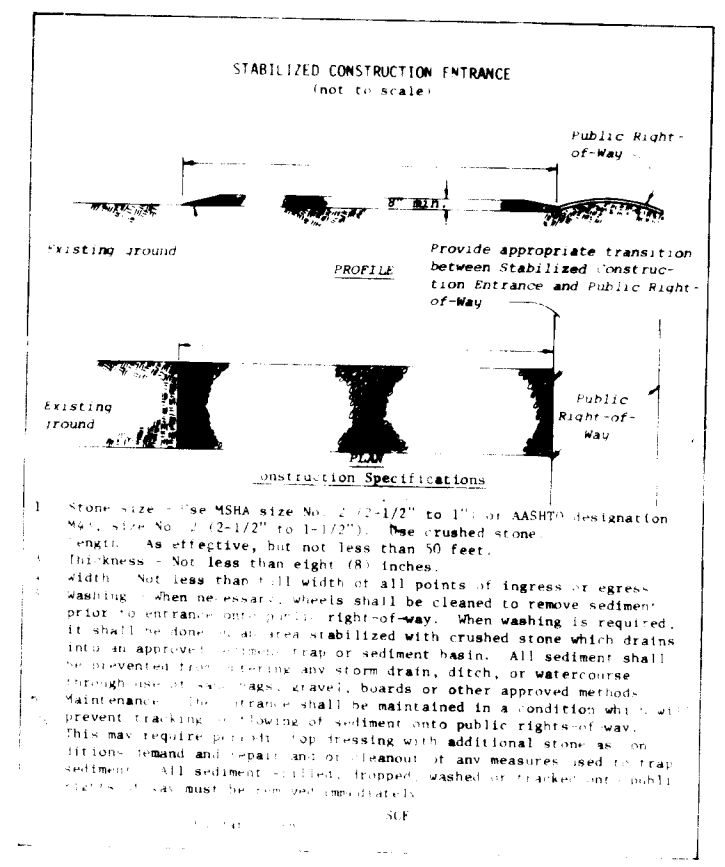 STABILIZED CONSTRUCTION ENTRANCE
(not to scale)
Public Right-
of-Way
8" min.
Existing ground
PROFILE
Provide appropriate transition
between Stabilized Construc-
tion Entrance and Public Right-
of-Way
Existing
ground
Public
Right-of-
Way
PLAN
onstruction Specifications
1 Stone size - Use MSHA size No. 2 (2-1/2" to 1") or AASHTO designation
M43, size No. 2 (2-1/2" to 1-1/2"). Use crushed stone.
Length. As effective, but not less than 50 feet.
Thickness - Not less than eight (8) inches.
Width Not less than full width of all points of ingress or egress
Washing - When necessary, wheels shall be cleaned to remove sediment
prior to entrance onto public right-of-way. When washing is required,
it shall be done in an area stabilized with crushed stone which drains
into an approved sediment trap or sediment basin. All sediment shall
be prevented from entering any storm drain, ditch, or watercourse
through use of sand bags, gravel, boards or other approved methods
Maintenance The entrance shall be maintained in a condition which will
prevent tracking or flowing of sediment onto public rights-of-way.
This may require periodic top dressing with additional stone as con
ditions demand and repair and or cleanout of any measures used to trap
sediment. All sediment spilled, dropped, washed or tracked onto publi
rights of way must be removed immediately
SCE